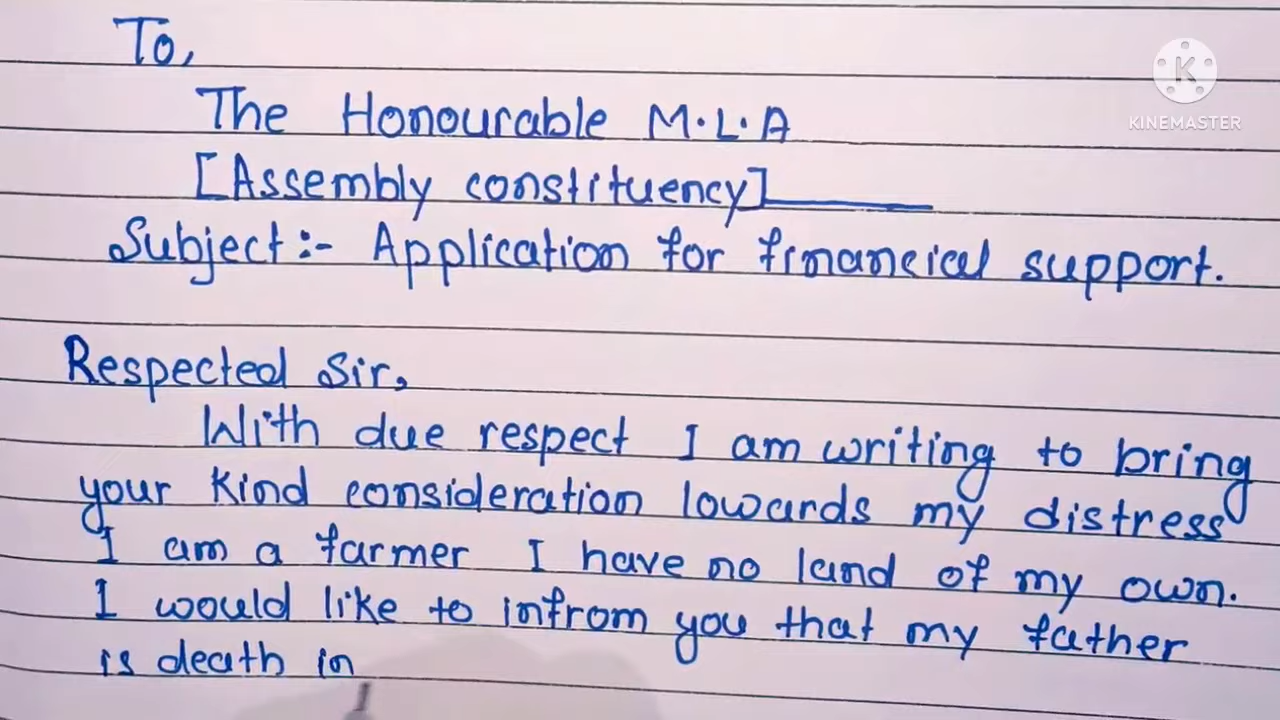 To,
The Honourable M.L.A
[Assembly constituency]
Subject:- Application for financial support.
Respected Sir,
With due respect I am writing to bring
your kind consideration lowards my distress
I am a farmer I have no land of my own.
I would like to infrom you that my father
is death in
K
KINEMASTER